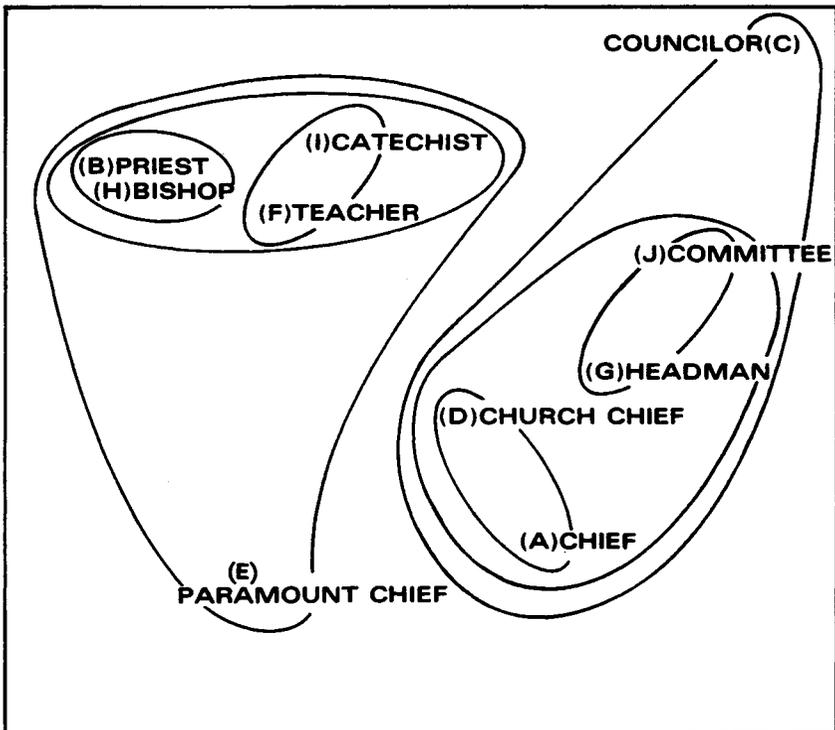 COUNCILOR(C)
(I)CATECHIST
(B)PRIEST
(H)BISHOP
(F)TEACHER
(J)COMMITTEE
(G)HEADMAN
(D)CHURCH CHIEF
(A)CHIEF
(E)
PARAMOUNT CHIEF